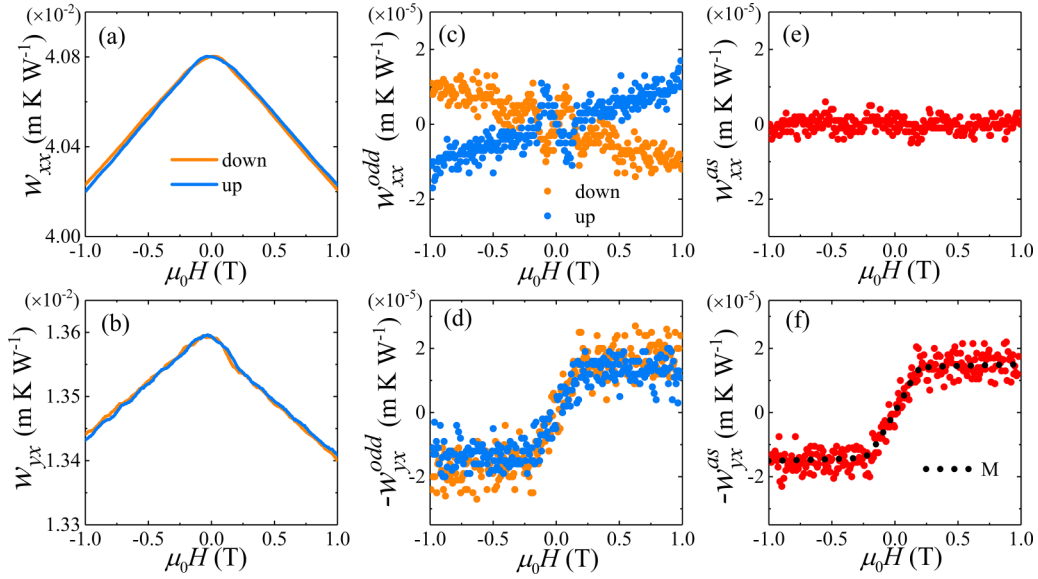 (×10⁻²)
(a)
4.08
4.04
4.00
w_xx (m K W⁻¹)
down
up
-1.0 -0.5 0.0 0.5 1.0
μ₀H (T)
(×10⁻⁵)
(c)
2
0
-2
w_xx^odd (m K W⁻¹)
down
up
-1.0 -0.5 0.0 0.5 1.0
μ₀H (T)
(×10⁻⁵)
(e)
2
0
-2
w_xx^as (m K W⁻¹)
-1.0 -0.5 0.0 0.5 1.0
μ₀H (T)
(×10⁻²)
(b)
1.36
1.35
1.34
1.33
w_yx (m K W⁻¹)
-1.0 -0.5 0.0 0.5 1.0
μ₀H (T)
(×10⁻⁵)
(d)
2
0
-2
-w_yx^odd (m K W⁻¹)
-1.0 -0.5 0.0 0.5 1.0
μ₀H (T)
(×10⁻⁵)
(f)
2
0
-2
-w_yx^as (m K W⁻¹)
M
-1.0 -0.5 0.0 0.5 1.0
μ₀H (T)